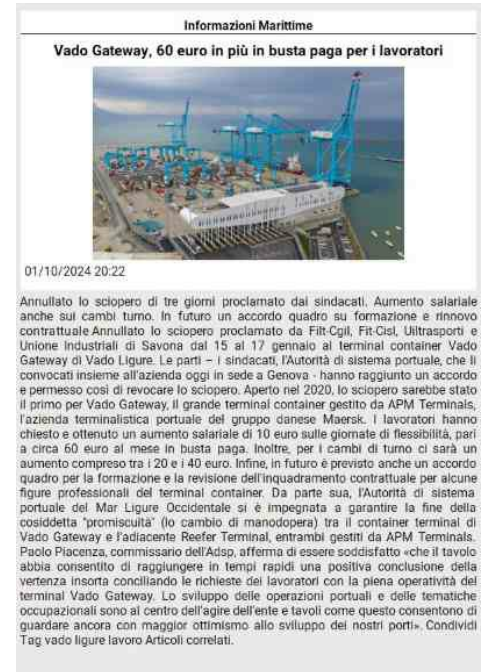 Informazioni Marittime
Vado Gateway, 60 euro in più in busta paga per i lavoratori
01/10/2024 20:22
Annullato lo sciopero di tre giorni proclamato dai sindacati. Aumento salariale
anche sui cambi turno. In futuro un accordo quadro su formazione e rinnovo
contrattuale Annullato lo sciopero proclamato da Filt-Cgil, Fit-Cisl, Uiltrasporti e
Unione Industriali di Savona dal 15 al 17 gennaio al terminal container Vado
Gateway di Vado Ligure. Le parti – i sindacati, l'Autorità di sistema portuale, che li
convocati insieme all'azienda oggi in sede a Genova - hanno raggiunto un accordo
e permesso così di revocare lo sciopero. Aperto nel 2020, lo sciopero sarebbe stato
il primo per Vado Gateway, il grande terminal container gestito da APM Terminals,
l'azienda terminalistica portuale del gruppo danese Maersk. I lavoratori hanno
chiesto e ottenuto un aumento salariale di 10 euro sulle giornate di flessibilità, pari
a circa 60 euro al mese in busta paga. Inoltre, per i cambi di turno ci sarà un
aumento compreso tra i 20 e i 40 euro. Infine, in futuro è previsto anche un accordo
quadro per la formazione e la revisione dell'inquadramento contrattuale per alcune
figure professionali del terminal container. Da parte sua, l'Autorità di sistema
portuale del Mar Ligure Occidentale si è impegnata a garantire la fine della
cosiddetta "promiscuità" (lo cambio di manodopera) tra il container terminal di
Vado Gateway e l'adiacente Reefer Terminal, entrambi gestiti da APM Terminals.
Paolo Piacenza, commissario dell'Adsp, afferma di essere soddisfatto «che il tavolo
abbia consentito di raggiungere in tempi rapidi una positiva conclusione della
vertenza insorta conciliando le richieste dei lavoratori con la piena operatività del
terminal Vado Gateway. Lo sviluppo delle operazioni portuali e delle tematiche
occupazionali sono al centro dell'agire dell'ente e tavoli come questo consentono di
guardare ancora con maggior ottimismo allo sviluppo dei nostri porti». Condividi
Tag vado ligure lavoro Articoli correlati.